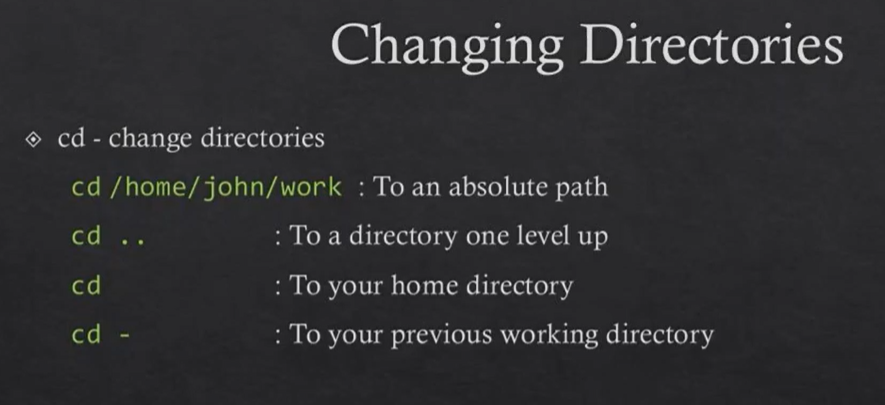 Changing Directories
cd - change directories
cd /home/john/work : To an absolute path
cd .. : To a directory one level up
cd : To your home directory
cd - : To your previous working directory